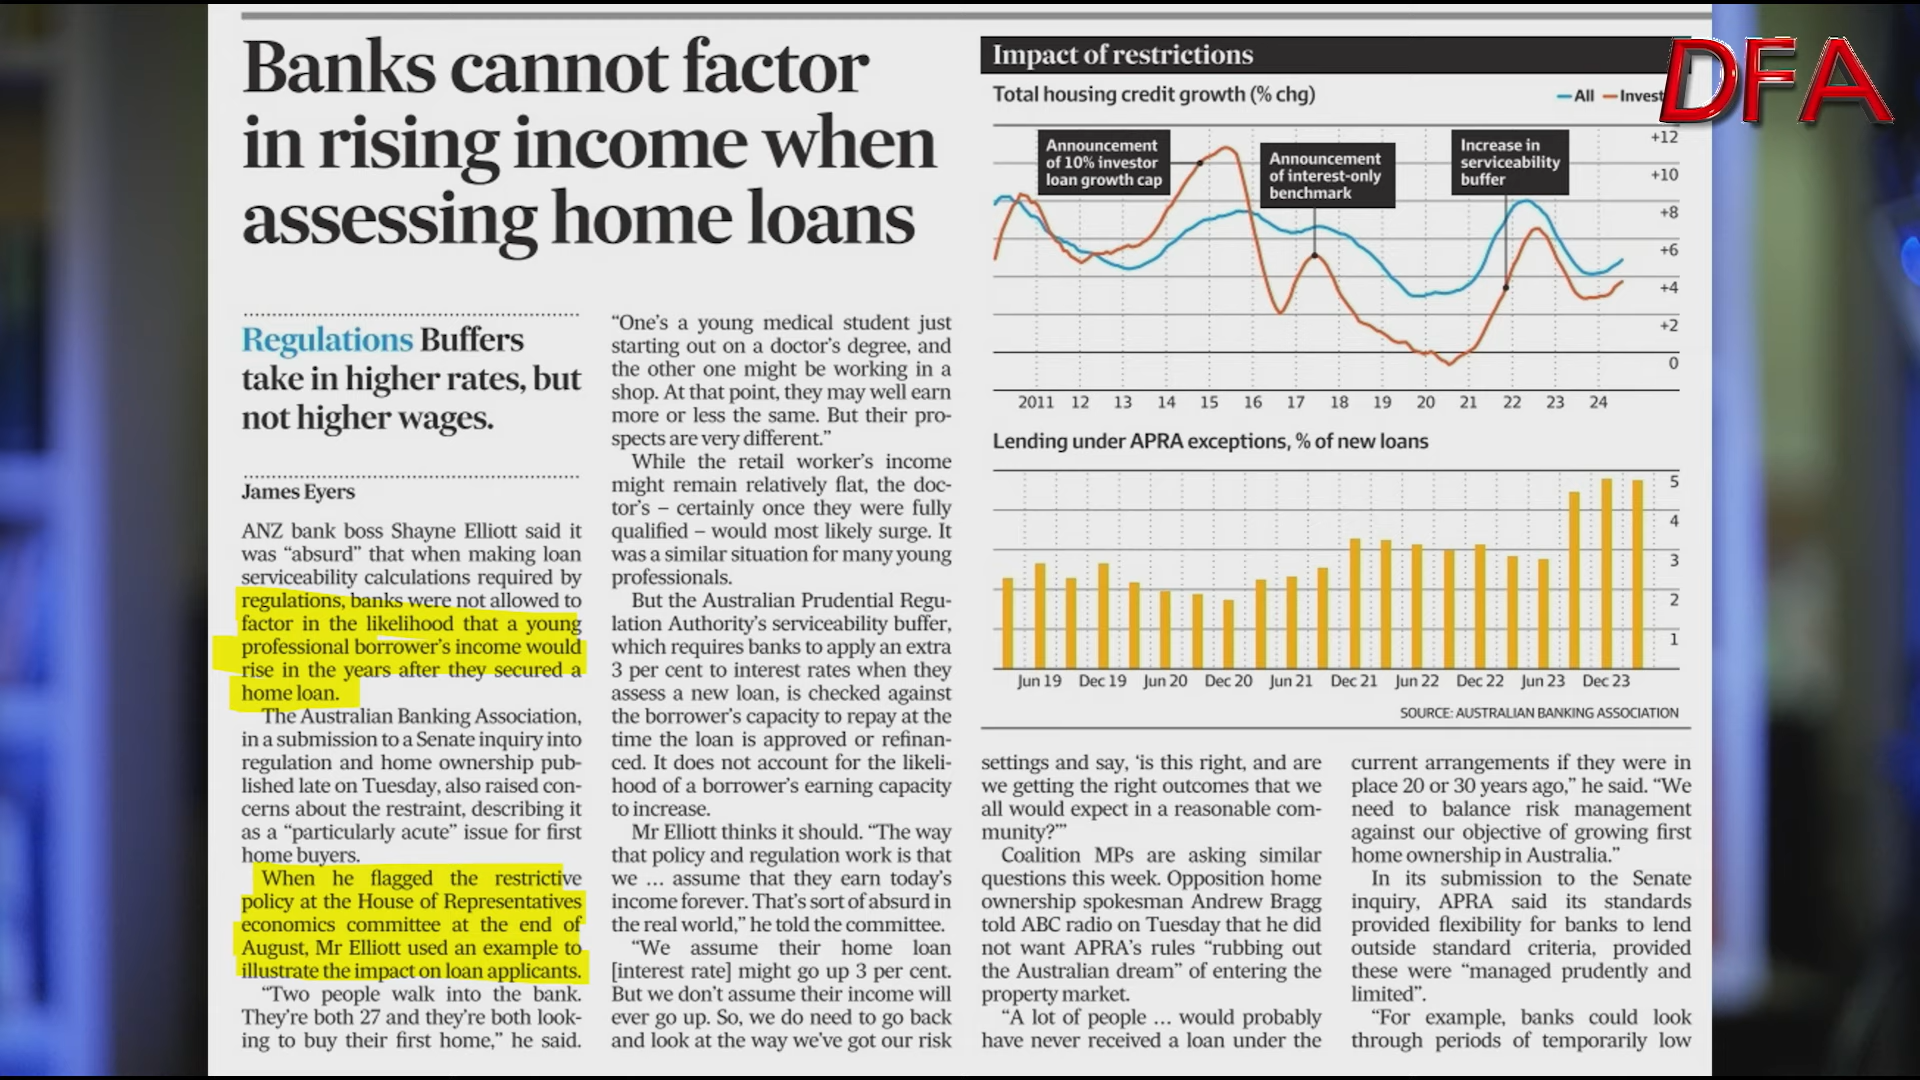 Banks cannot factor
in rising income when
assessing home loans
Regulations Buffers
take in higher rates, but
not higher wages.
James Eyers
ANZ bank boss Shayne Elliott said it
was “absurd” that when making loan
serviceability calculations required by
regulations, banks were not allowed to
factor in the likelihood that a young
professional borrower’s income would
rise in the years after they secured a
home loan.
The Australian Banking Association,
in a submission to a Senate inquiry into
regulation and home ownership pub-
lished late on Tuesday, also raised con-
cerns about the restraint, describing it
as a “particularly acute” issue for first
home buyers.
When he flagged the restrictive
policy at the House of Representatives
economics committee at the end of
August, Mr Elliott used an example to
illustrate the impact on loan applicants.
“Two people walk into the bank.
They’re both 27 and they’re both look-
ing to buy their first home,” he said.
“One’s a young medical student just
starting out on a doctor’s degree, and
the other one might be working in a
shop. At that point, they may well earn
more or less the same. But their pro-
spects are very different.”
While the retail worker’s income
might remain relatively flat, the doc-
tor’s – certainly once they were fully
qualified – would most likely surge. It
was a similar situation for many young
professionals.
But the Australian Prudential Regu-
lation Authority’s serviceability buffer,
which requires banks to apply an extra
3 per cent to interest rates when they
assess a new loan, is checked against
the borrower’s capacity to repay at the
time the loan is approved or refinan-
ced. It does not account for the likeli-
hood of a borrower’s earning capacity
to increase.
Mr Elliott thinks it should. “The way
that policy and regulation work is that
we ... assume that they earn today’s
income forever. That’s sort of absurd in
the real world,” he told the committee.
“We assume their home loan
[interest rate] might go up 3 per cent.
But we don’t assume their income will
ever go up. So, we do need to go back
and look at the way we’ve got our risk
Impact of restrictions
Total housing credit growth (% chg)
All Invest
Announcement
of 10% investor
loan growth cap
Announcement
of interest-only
benchmark
Increase in
serviceability
buffer
+12
+10
+8
+6
+4
+2
0
2011 12 13 14 15 16 17 18 19 20 21 22 23 24
Lending under APRA exceptions, % of new loans
5
4
3
2
1
Jun 19 Dec 19 Jun 20 Dec 20 Jun 21 Dec 21 Jun 22 Dec 22 Jun 23 Dec 23
SOURCE: AUSTRALIAN BANKING ASSOCIATION
settings and say, ‘is this right, and are
we getting the right outcomes that we
all would expect in a reasonable com-
munity?’”
Coalition MPs are asking similar
questions this week. Opposition home
ownership spokesman Andrew Bragg
told ABC radio on Tuesday that he did
not want APRA’s rules “rubbing out
the Australian dream” of entering the
property market.
“A lot of people ... would probably
have never received a loan under the
current arrangements if they were in
place 20 or 30 years ago,” he said. “We
need to balance risk management
against our objective of growing first
home ownership in Australia.”
In its submission to the Senate
inquiry, APRA said its standards
provided flexibility for banks to lend
outside standard criteria, provided
these were “managed prudently and
limited”.
“For example, banks could look
through periods of temporarily low
DFA